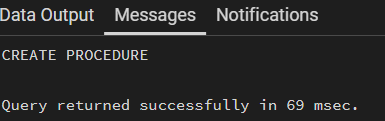 Data Output Messages Notifications
CREATE PROCEDURE
Query returned successfully in 69 msec.